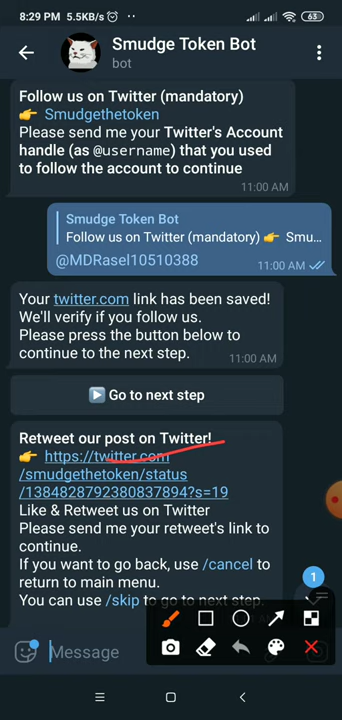 8:29 PM 5.5KB/s
63
Smudge Token Bot
bot
Follow us on Twitter (mandatory)
👉 Smudgethetoken
Please send me your Twitter's Account
handle (as @username) that you used
to follow the account to continue
11:00 AM
Smudge Token Bot
Follow us on Twitter (mandatory) 👉 Smu...
@MDRasel10510388
11:00 AM
Your twitter.com link has been saved!
We'll verify if you follow us.
Please press the button below to
continue to the next step.
11:00 AM
▶️ Go to next step
Retweet our post on Twitter!
👉 https://twitter.com
/smudgethetoken/status
/1384828792380837894?s=19
Like & Retweet us on Twitter
Please send me your retweet's link to
continue.
If you want to go back, use /cancel to
return to main menu.
You can use /skip to go to next step.
1
Message